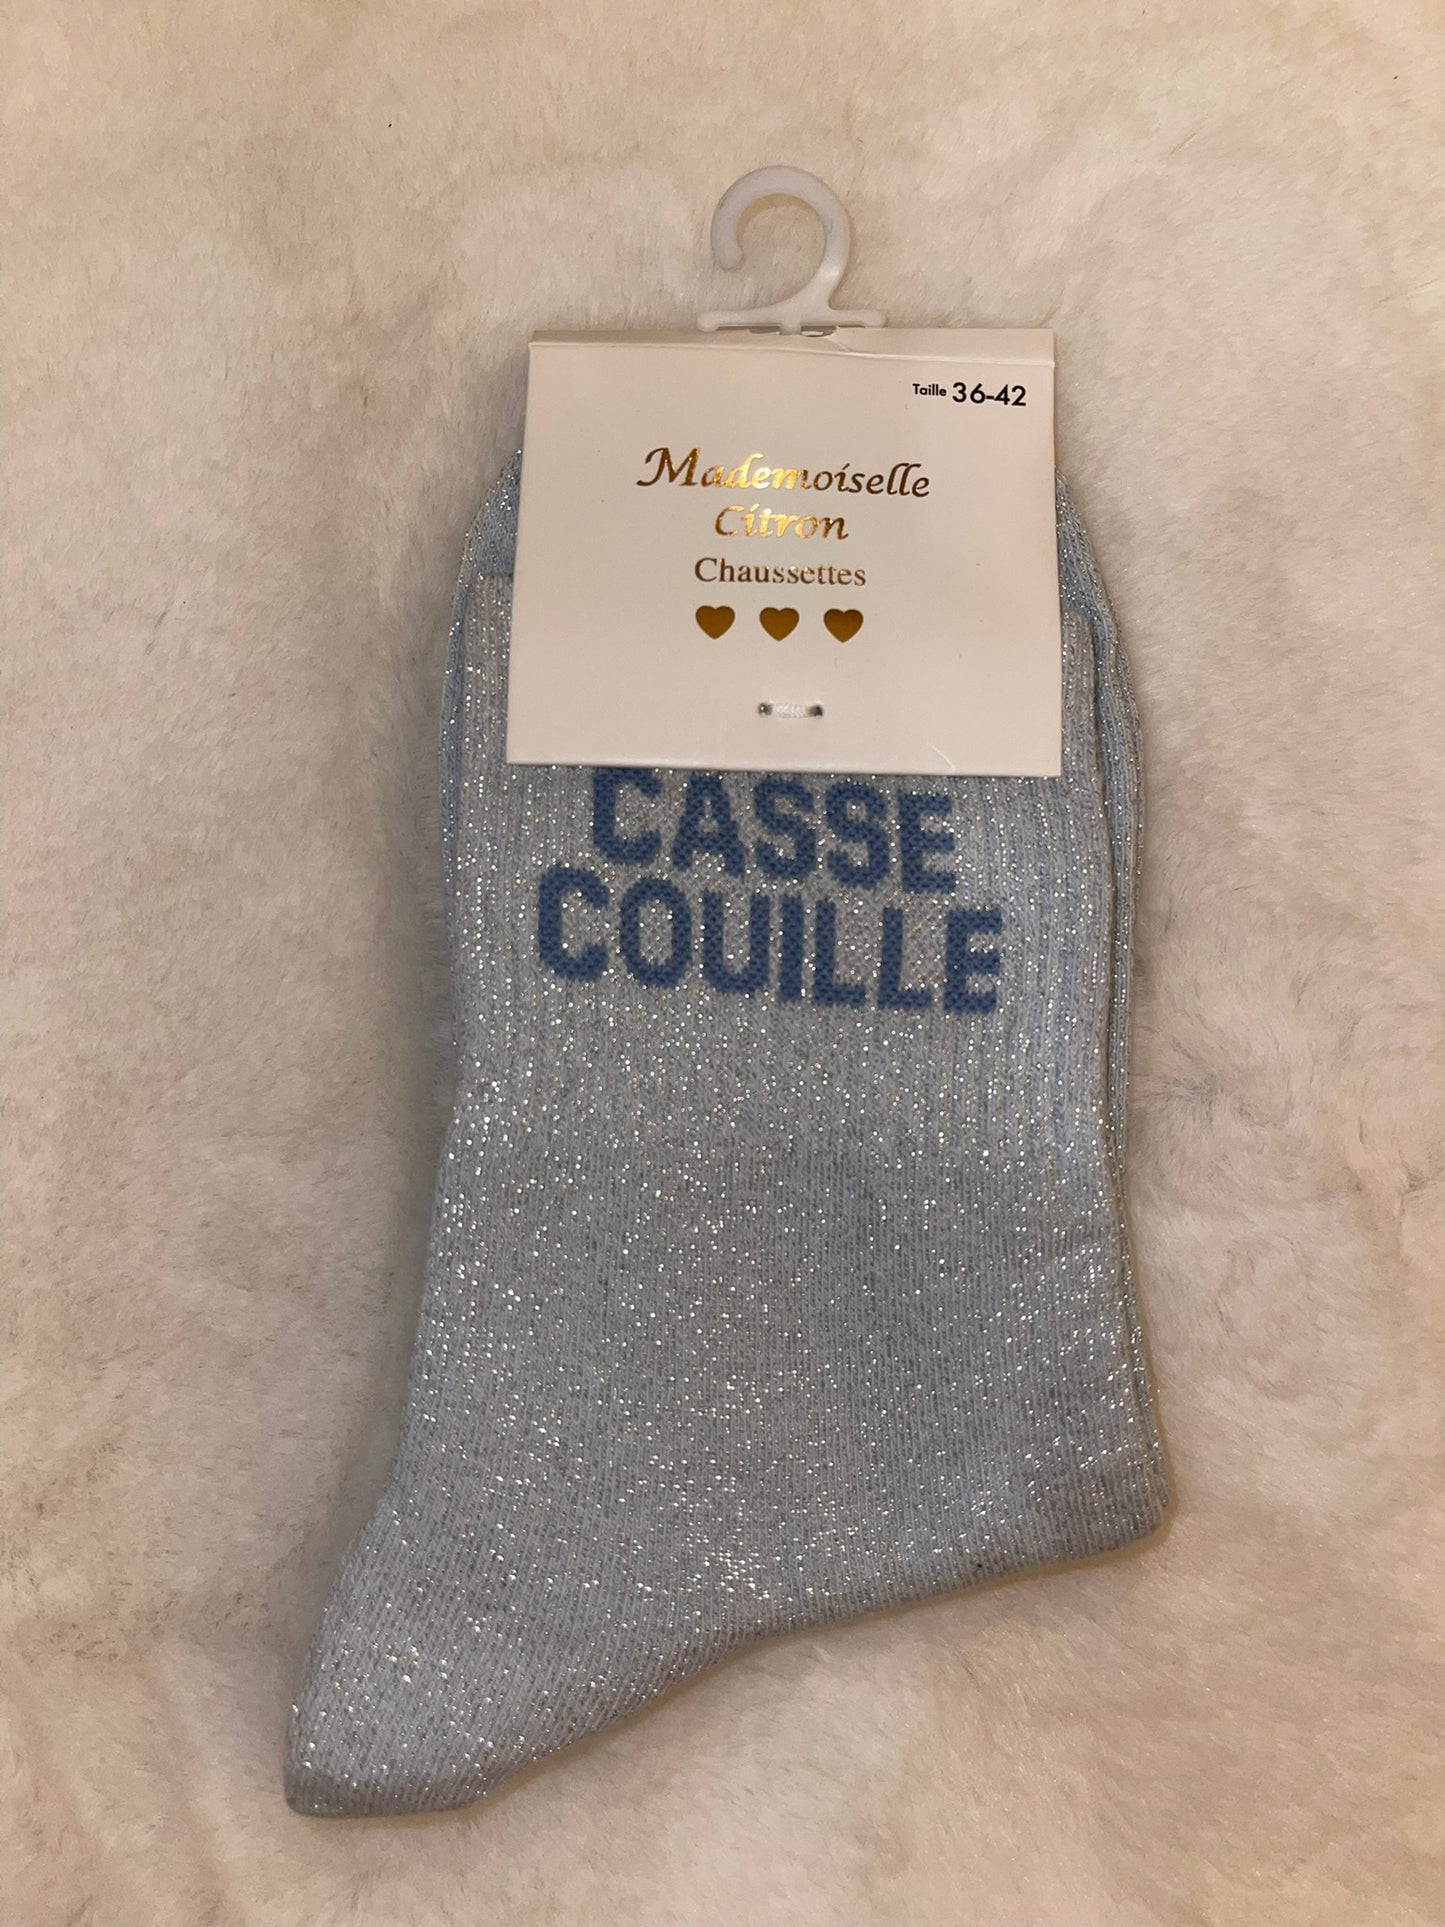 Taille 36-42
Mademoiselle
Citron
Chaussettes
CASSE
COUILLE